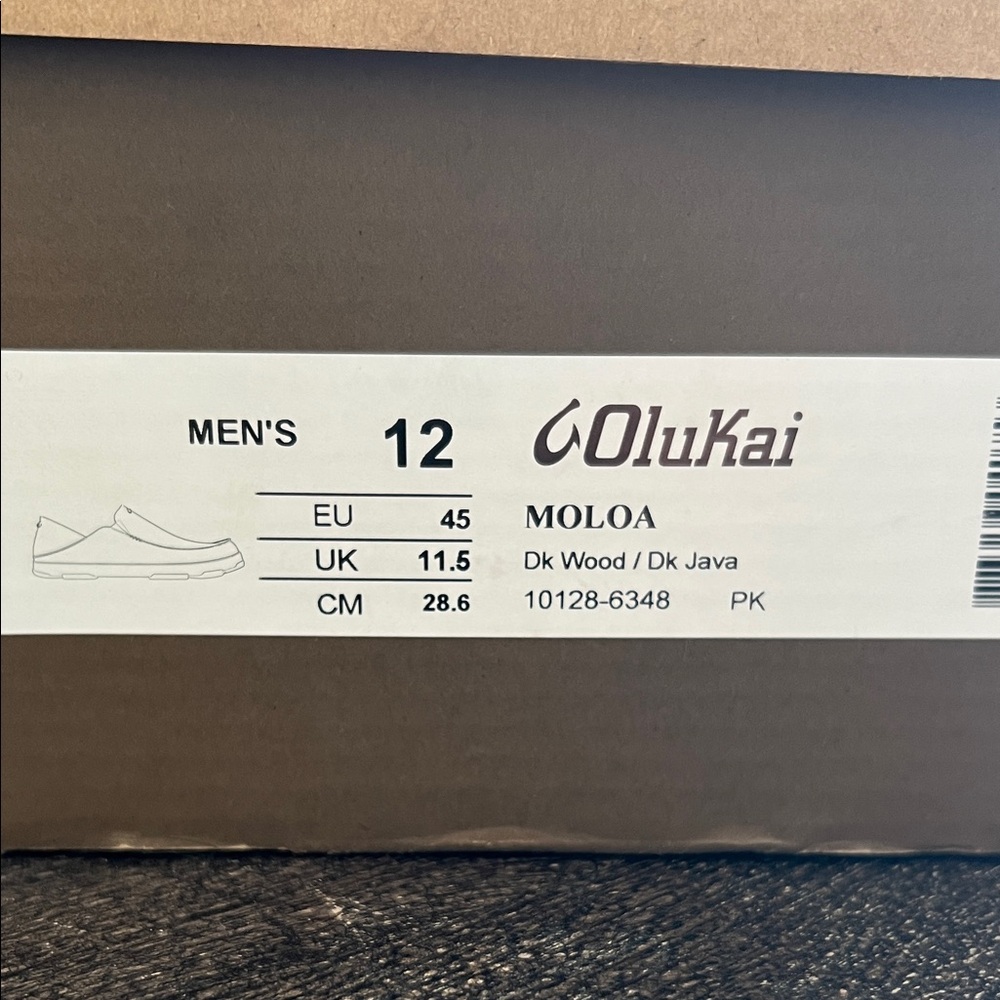 MEN'S 12
EU 45
UK 11.5
CM 28.6
OluKai
MOLOA
Dk Wood / Dk Java
10128-6348 PK